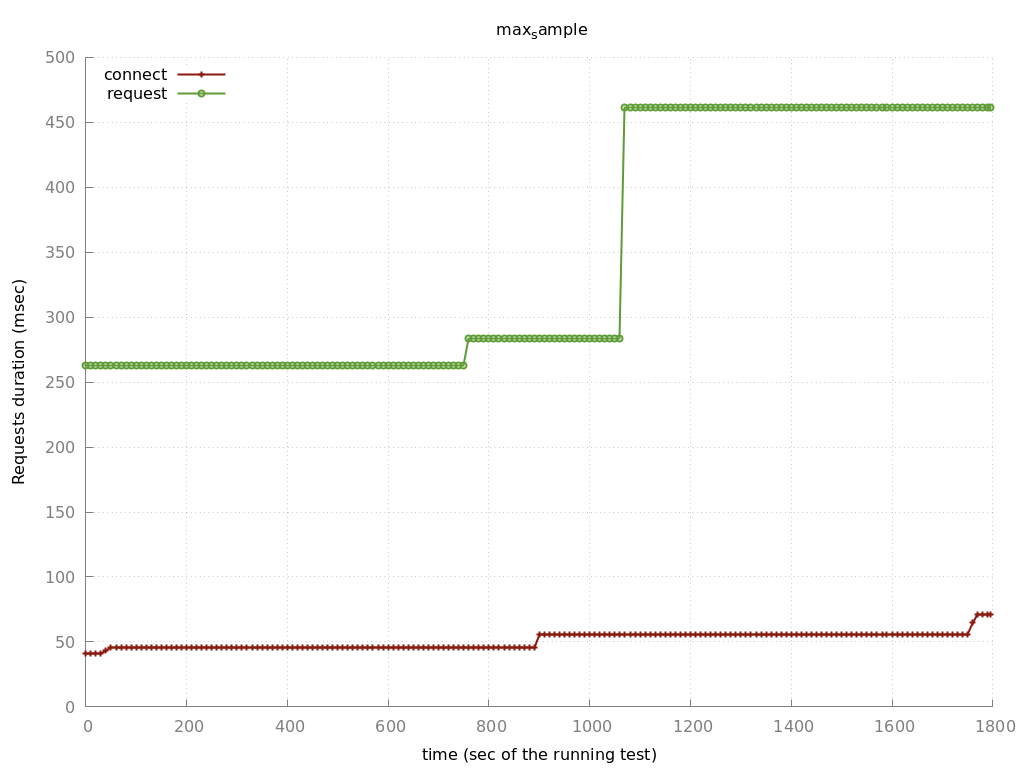 max_sample
connect
request
500
450
400
350
300
250
200
150
100
50
0
Requests duration (msec)
0 200 400 600 800 1000 1200 1400 1600 1800
time (sec of the running test)